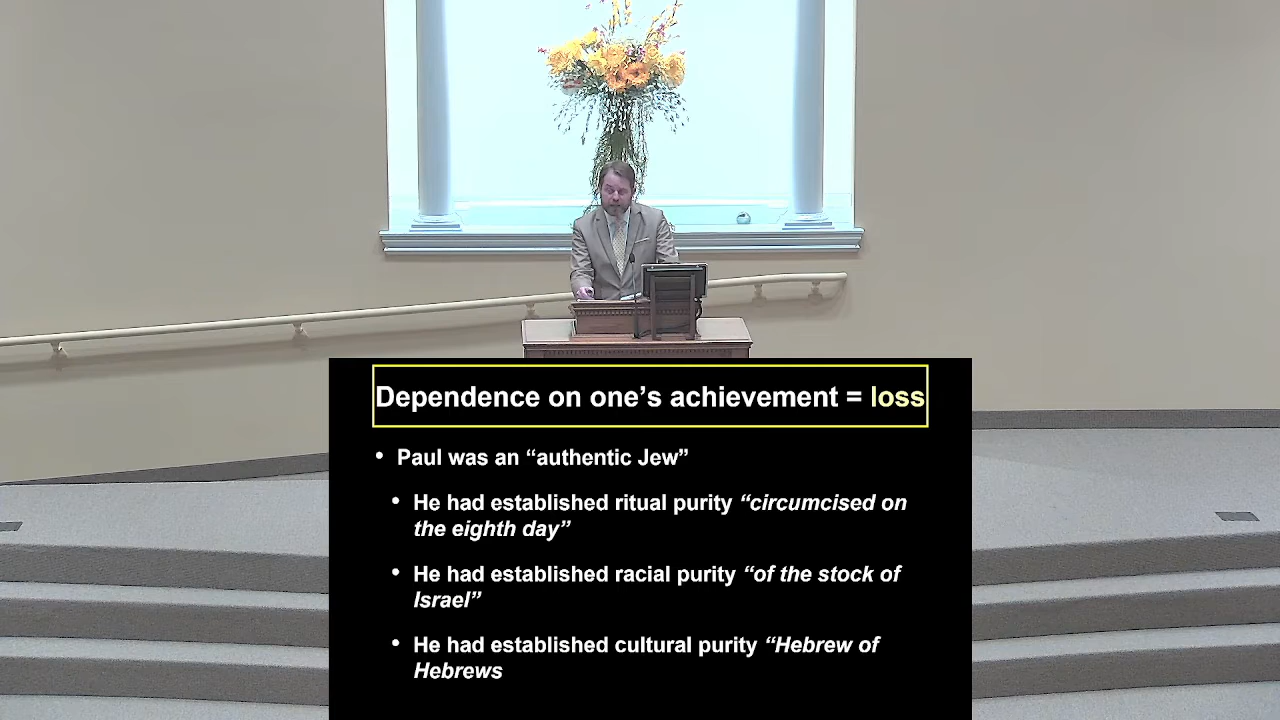 Dependence on one’s achievement = loss
• Paul was an “authentic Jew”
• He had established ritual purity “circumcised on
the eighth day”
• He had established racial purity “of the stock of
Israel”
• He had established cultural purity “Hebrew of
Hebrews